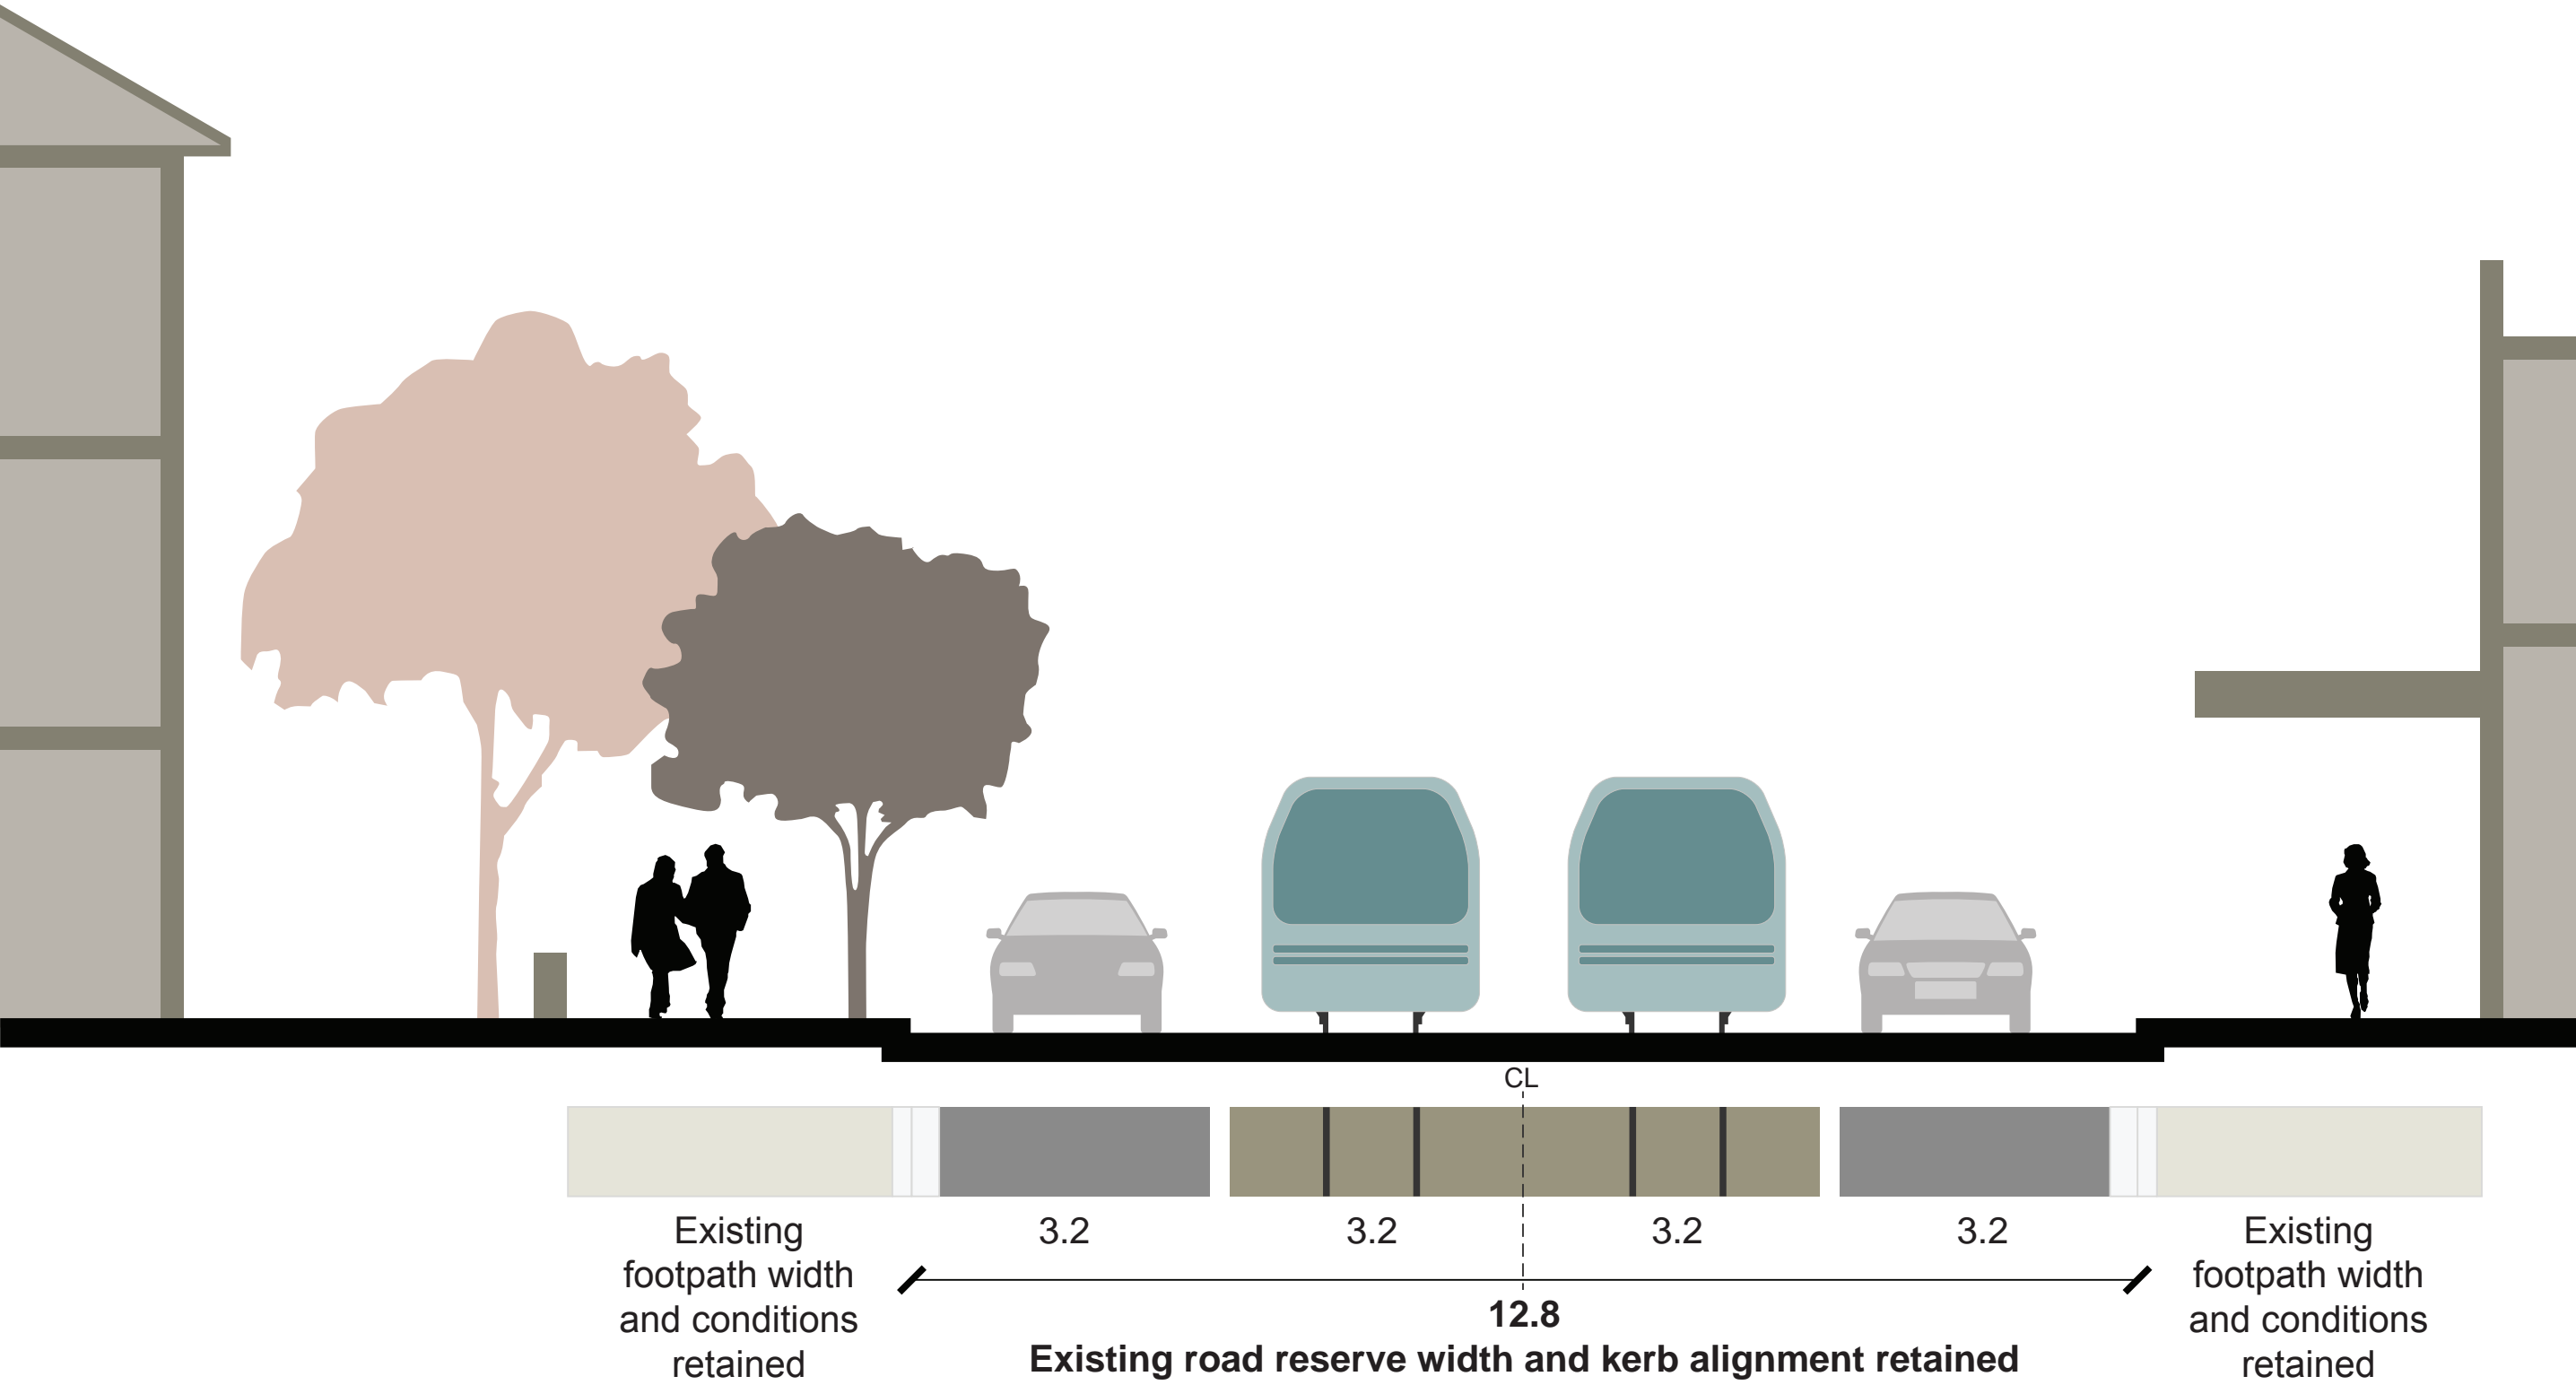 CL
Existing
footpath width
and conditions
retained
3.2
3.2
3.2
3.2
Existing
footpath width
and conditions
retained
12.8
Existing road reserve width and kerb alignment retained